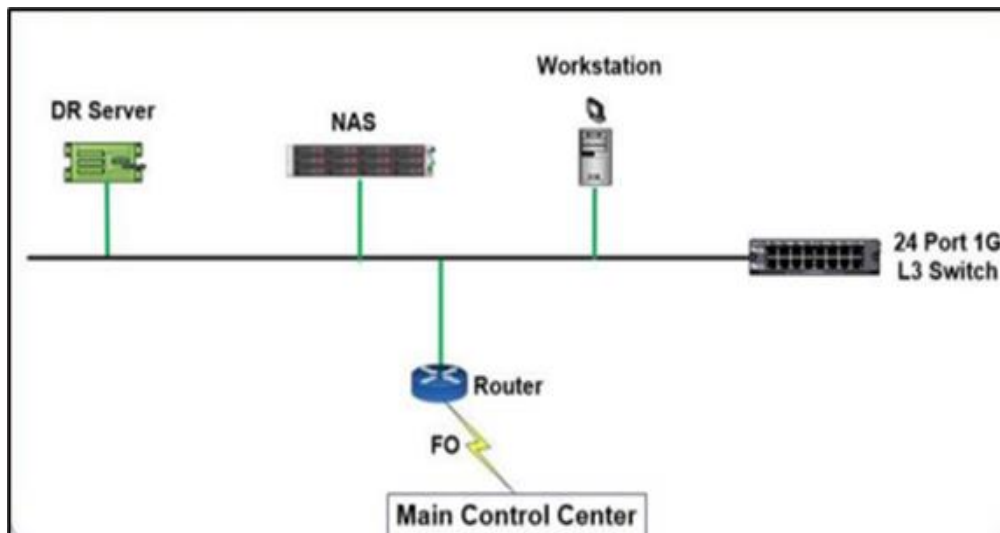 Workstation
DR Server
NAS
24 Port 1G
L3 Switch
Router
FO
Main Control Center